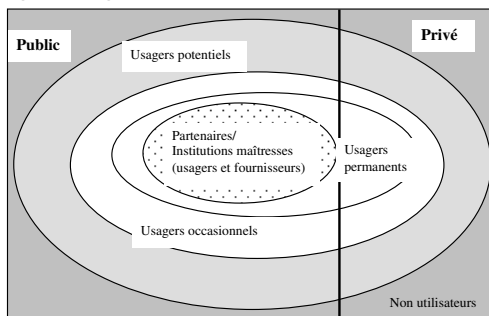 Public
Privé
Usagers potentiels
Partenaires/
Institutions maîtresses
(usagers et fournisseurs)
Usagers
permanents
Usagers occasionnels
Non utilisateurs